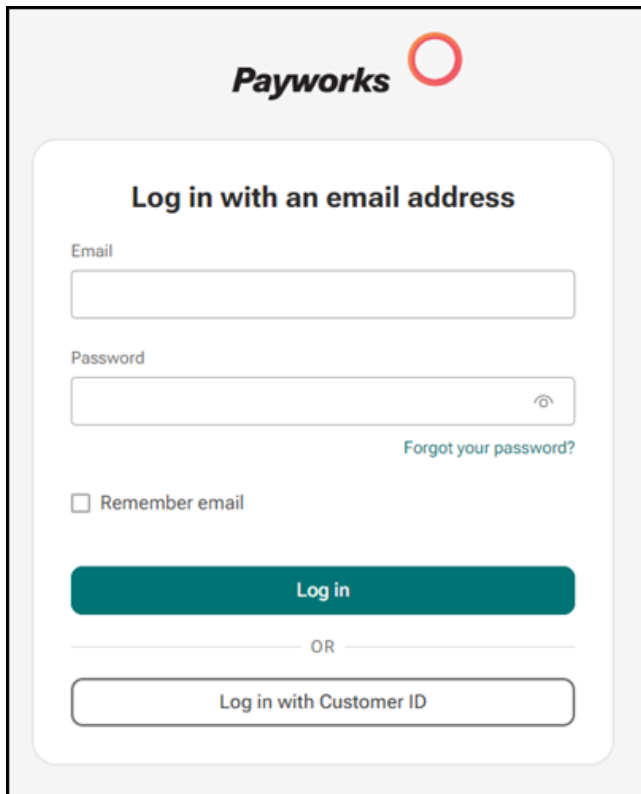 Payworks
Log in with an email address
Email
Password
Forgot your password?
Remember email
Log in
OR
Log in with Customer ID